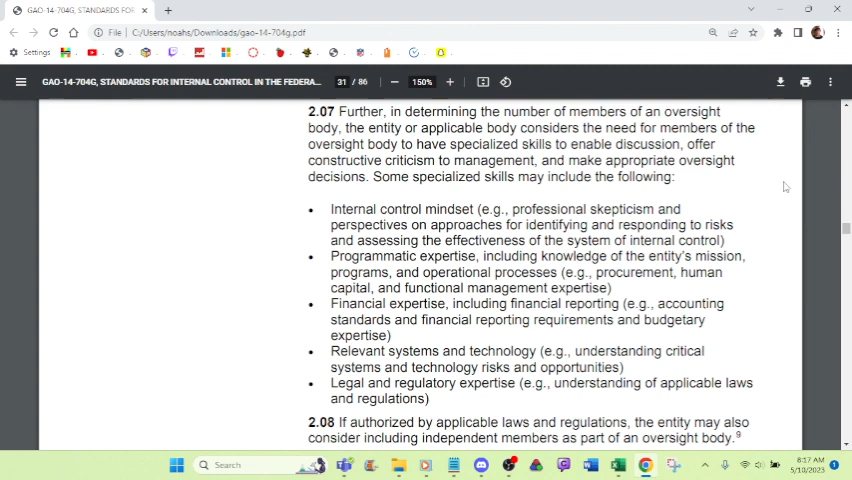 GAO-14-704G, STANDARDS FOR
File | C:/Users/noahs/Downloads/gao-14-704g.pdf
Settings
GAO-14-704G, STANDARDS FOR INTERNAL CONTROL IN THE FEDERA...
31 / 86
150%
2.07 Further, in determining the number of members of an oversight
body, the entity or applicable body considers the need for members of the
oversight body to have specialized skills to enable discussion, offer
constructive criticism to management, and make appropriate oversight
decisions. Some specialized skills may include the following:
• Internal control mindset (e.g., professional skepticism and
perspectives on approaches for identifying and responding to risks
and assessing the effectiveness of the system of internal control)
• Programmatic expertise, including knowledge of the entity's mission,
programs, and operational processes (e.g., procurement, human
capital, and functional management expertise)
• Financial expertise, including financial reporting (e.g., accounting
standards and financial reporting requirements and budgetary
expertise)
• Relevant systems and technology (e.g., understanding critical
systems and technology risks and opportunities)
• Legal and regulatory expertise (e.g., understanding of applicable laws
and regulations)
2.08 If authorized by applicable laws and regulations, the entity may also
consider including independent members as part of an oversight body.9
Search
8:17 AM
5/10/2023